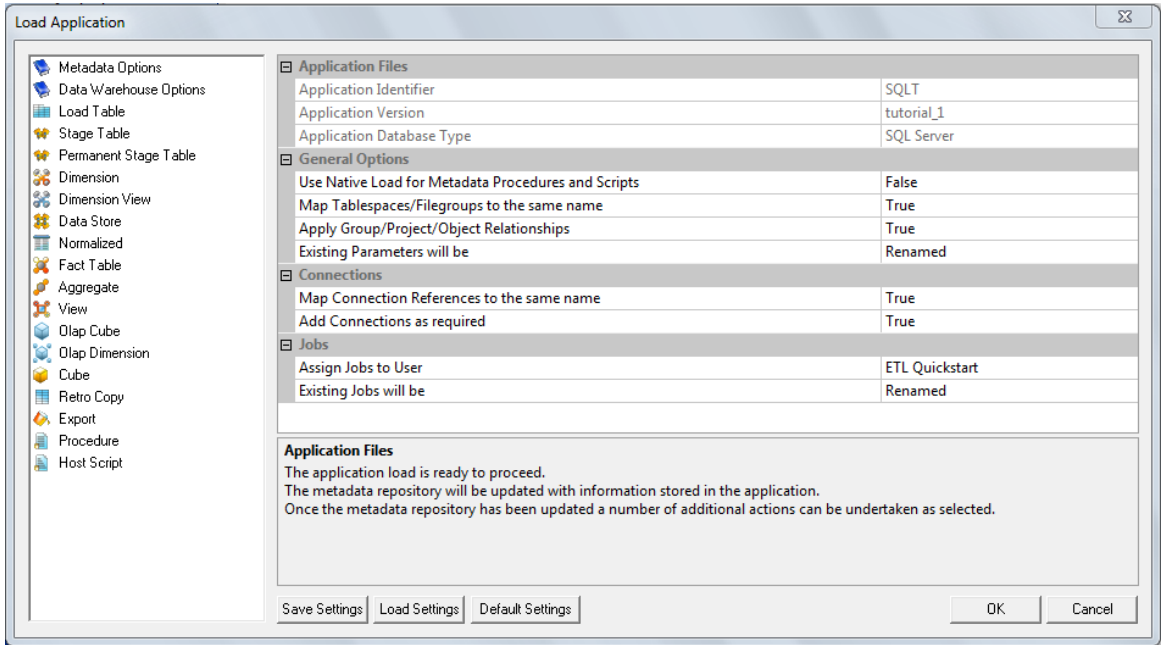 Load Application
Metadata Options
Data Warehouse Options
Load Table
Stage Table
Permanent Stage Table
Dimension
Dimension View
Data Store
Normalized
Fact Table
Aggregate
View
Olap Cube
Olap Dimension
Cube
Retro Copy
Export
Procedure
Host Script
Application Files
Application Identifier SQLT
Application Version tutorial_1
Application Database Type SQL Server
General Options
Use Native Load for Metadata Procedures and Scripts False
Map Tablespaces/Filegroups to the same name True
Apply Group/Project/Object Relationships True
Existing Parameters will be Renamed
Connections
Map Connection References to the same name True
Add Connections as required True
Jobs
Assign Jobs to User ETL Quickstart
Existing Jobs will be Renamed
Application Files
The application load is ready to proceed.
The metadata repository will be updated with information stored in the application.
Once the metadata repository has been updated a number of additional actions can be undertaken as selected.
Save Settings Load Settings Default Settings OK Cancel